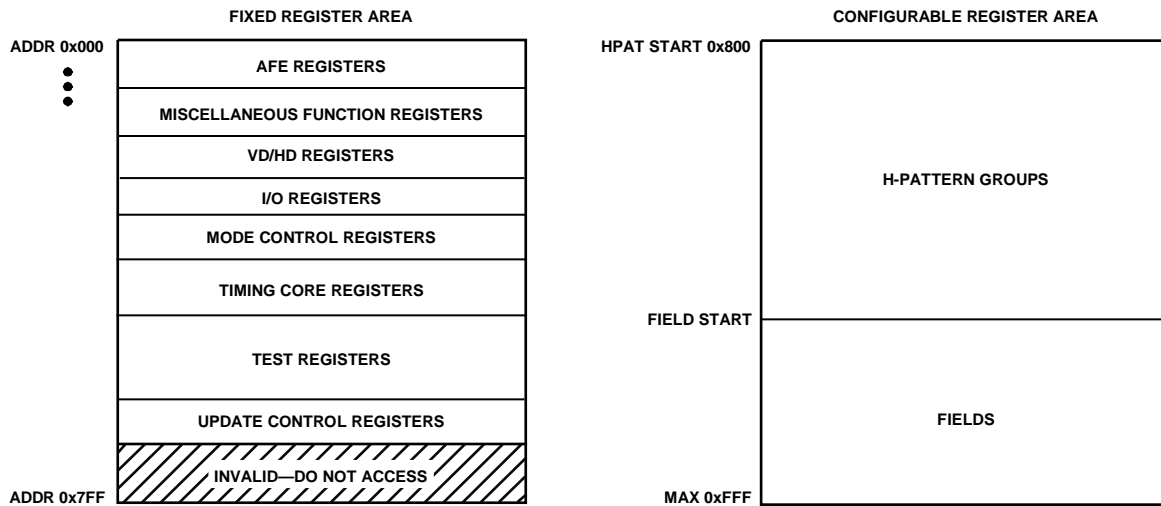 FIXED REGISTER AREA
ADDR 0x000
AFE REGISTERS
MISCELLANEOUS FUNCTION REGISTERS
VD/HD REGISTERS
I/O REGISTERS
MODE CONTROL REGISTERS
TIMING CORE REGISTERS
TEST REGISTERS
UPDATE CONTROL REGISTERS
INVALID—DO NOT ACCESS
ADDR 0x7FF
CONFIGURABLE REGISTER AREA
HPAT START 0x800
H-PATTERN GROUPS
FIELD START
FIELDS
MAX 0xFFF